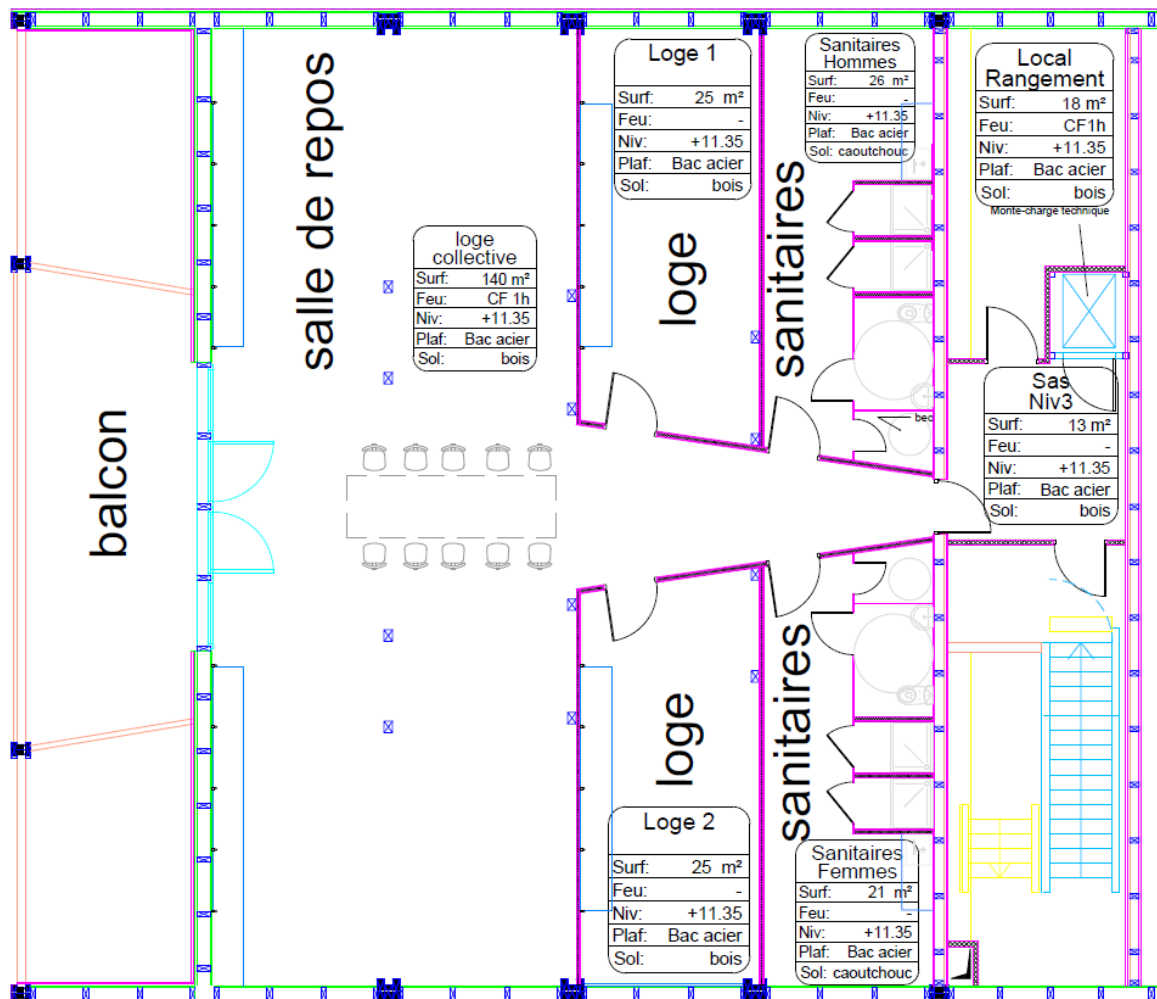 balcon
salle de repos
loge
collective
Surf: 140 m²
Feu: CF 1h
Niv: +11.35
Plaf: Bac acier
Sol: bois
Loge 1
Surf: 25 m²
Feu: -
Niv: +11.35
Plaf: Bac acier
Sol: bois
loge
Sanitaires
Hommes
Surf: 26 m²
Feu: -
Niv: +11.35
Plaf: Bac acier
Sol: caoutchouc
sanitaires
bec
Local
Rangement
Surf: 18 m²
Feu: CF1h
Niv: +11.35
Plaf: Bac acier
Sol: bois
Monte-charge technique
Sas
Niv3
Surf: 13 m²
Feu: -
Niv: +11.35
Plaf: Bac acier
Sol: bois
loge
Loge 2
Surf: 25 m²
Feu: -
Niv: +11.35
Plaf: Bac acier
Sol: bois
sanitaires
Sanitaires
Femmes
Surf: 21 m²
Feu: -
Niv: +11.35
Plaf: Bac acier
Sol: caoutchouc